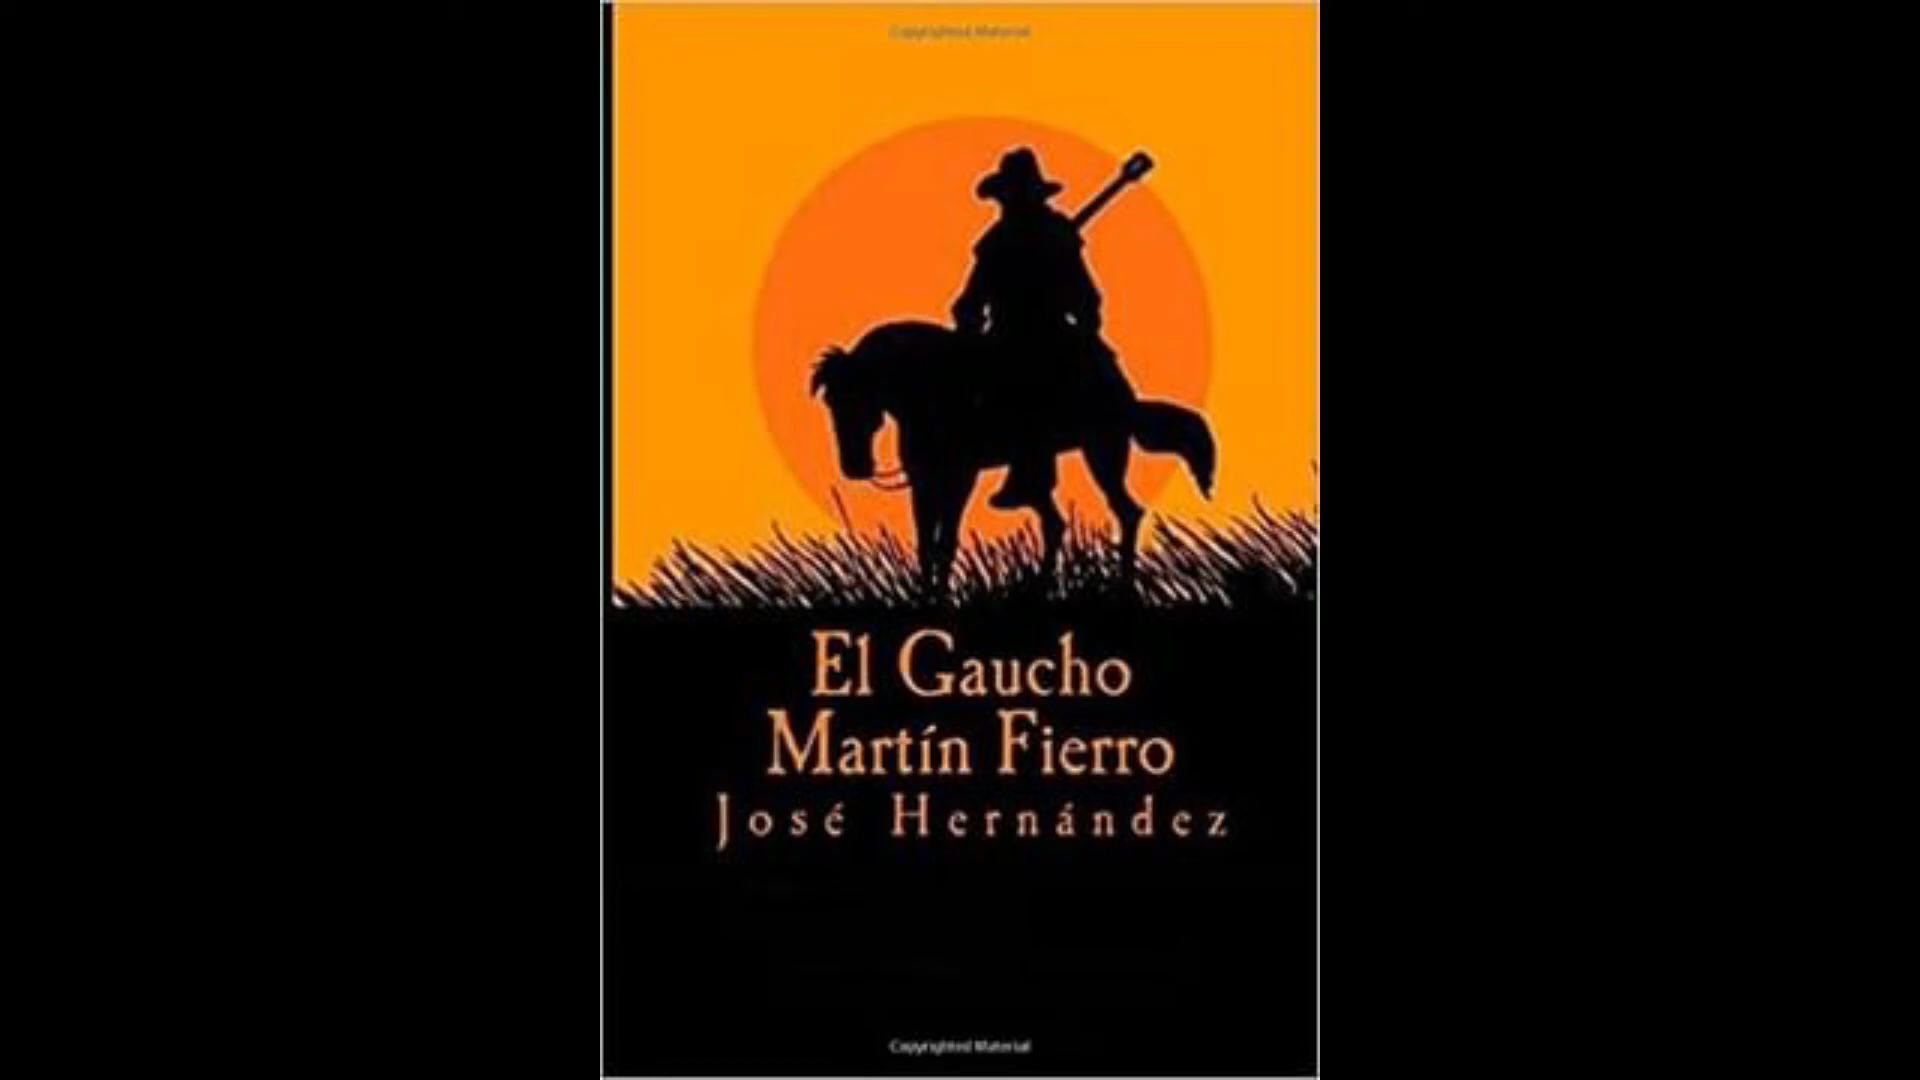 Copyrighted Material
El Gaucho
Martín Fierro
José Hernández
Copyrighted Material